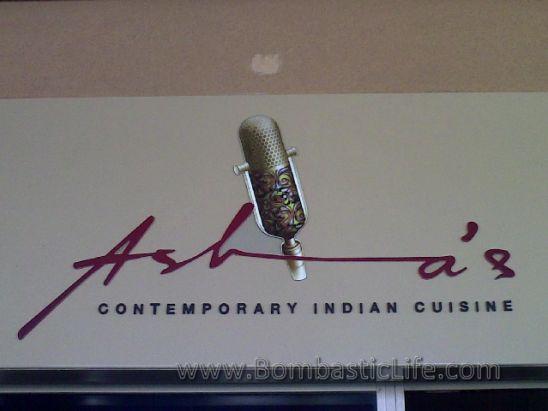 Asha's
CONTEMPORARY INDIAN CUISINE
www.BombasticLife.com